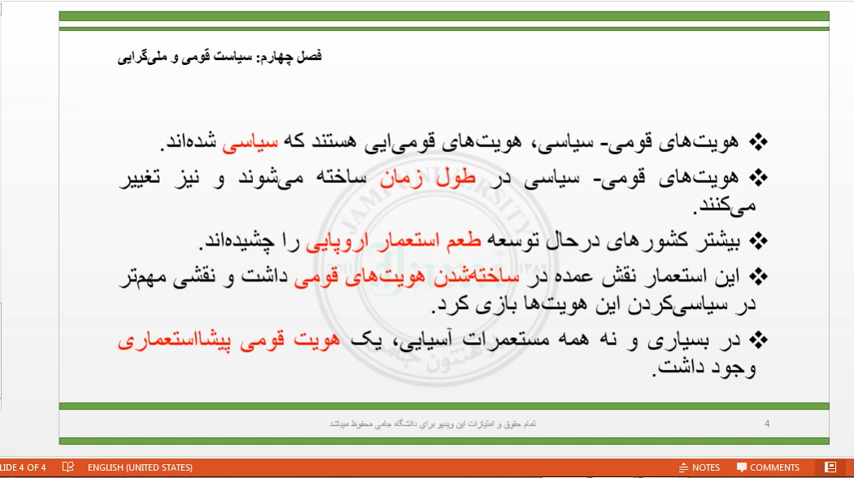 فصل چهارم: سیاست قومی و ملی‌گرایی
❖ هویت‌های قومی- سیاسی، هویت‌های قومی‌ایی هستند که سیاسی شده‌اند.
❖ هویت‌های قومی- سیاسی در طول زمان ساخته می‌شوند و نیز تغییر
می‌کنند.
❖ بیشتر کشورهای درحال توسعه طعم استعمار اروپایی را چشیده‌اند.
❖ این استعمار نقش عمده در ساخته‌شدن هویت‌های قومی داشت و نقشی مهم‌تر
در سیاسی‌کردن این هویت‌ها بازی کرد.
❖ در بسیاری و نه همه مستعمرات آسیایی، یک هویت قومی پیشااستعماری
وجود داشت.
JAMI UNIVERSITY
تمام حقوق و امتیازات این ویدیو برای دانشگاه جامی محفوظ میباشد
4
LIDE 4 OF 4 ENGLISH (UNITED STATES) NOTES COMMENTS